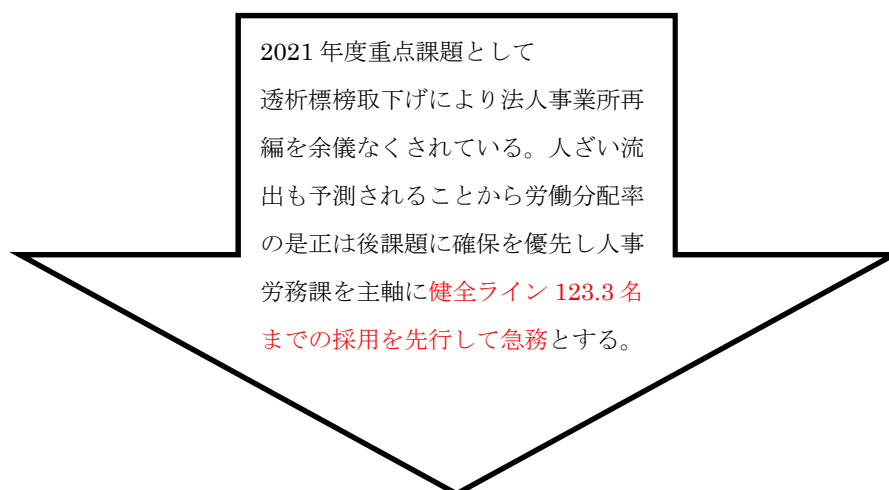 2021 年度重点課題として
透析標榜取下げにより法人事業所再
編を余儀なくされている。人ざい流
出も予測されることから労働分配率
の是正は後課題に確保を優先し人事
労務課を主軸に健全ライン 123.3 名
までの採用を先行して急務とする。